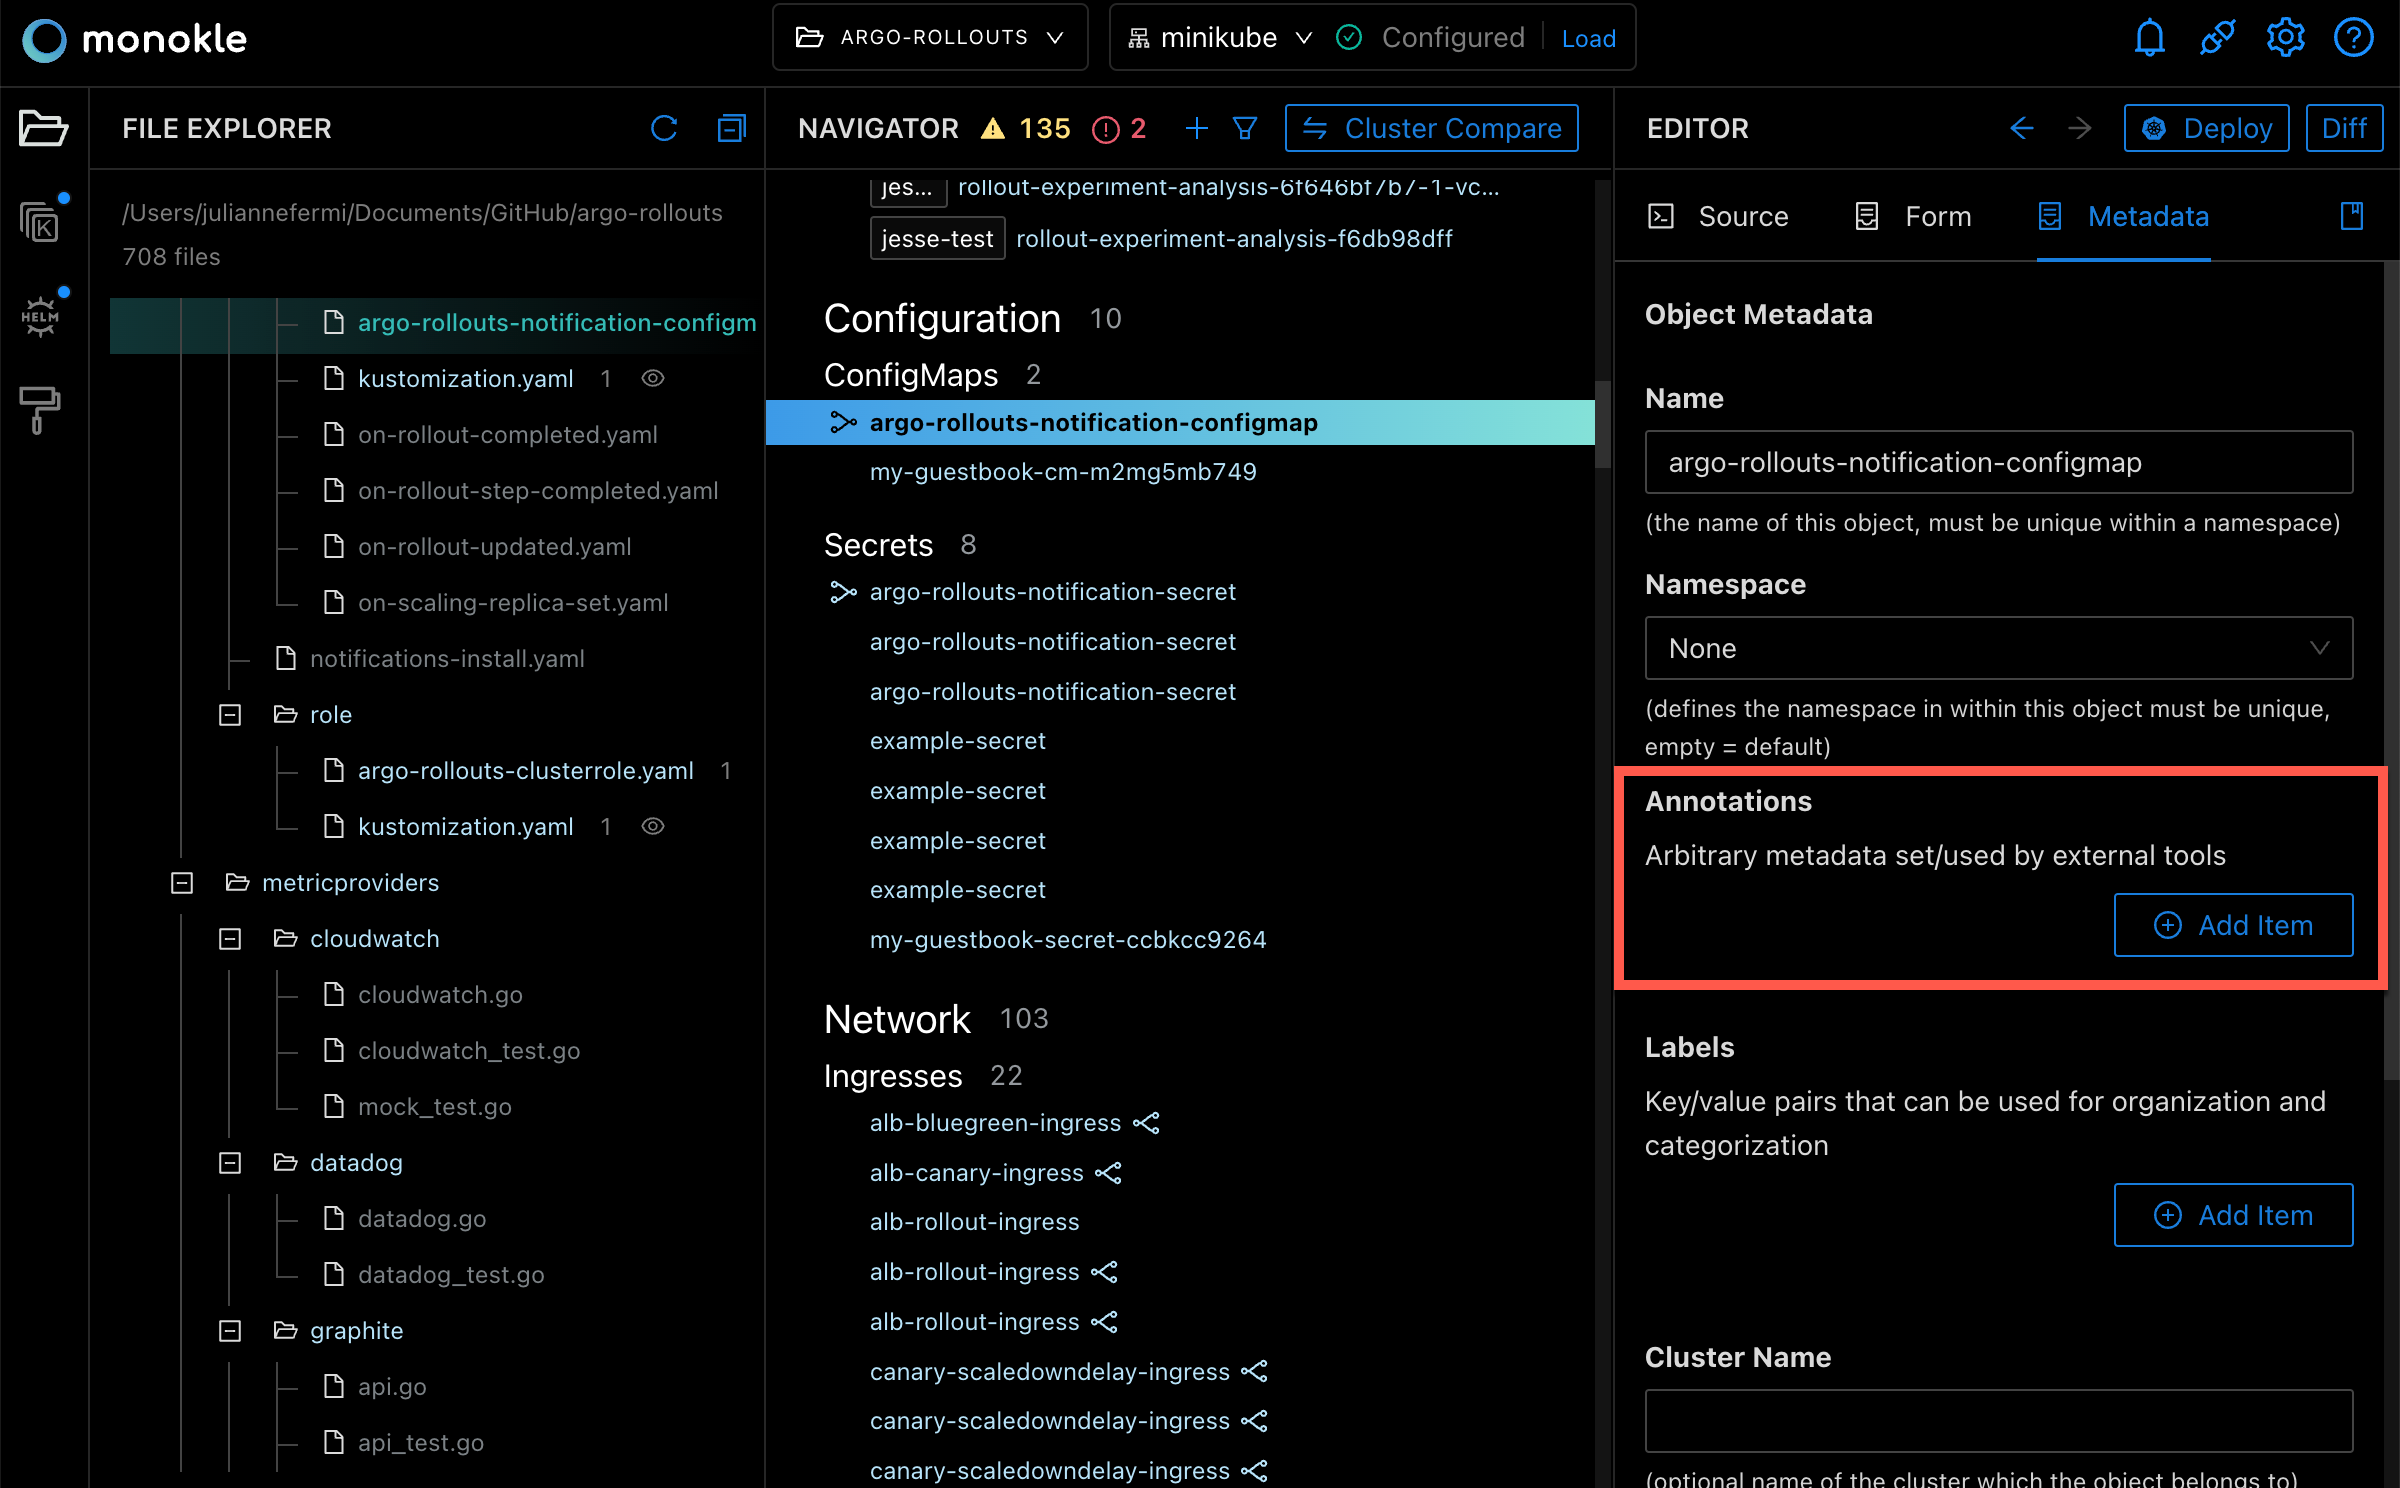 monokle
ARGO-ROLLOUTS
minikube Configured Load
FILE EXPLORER
/Users/juliannefermi/Documents/GitHub/argo-rollouts
708 files
argo-rollouts-notification-configm
kustomization.yaml 1
on-rollout-completed.yaml
on-rollout-step-completed.yaml
on-rollout-updated.yaml
on-scaling-replica-set.yaml
notifications-install.yaml
role
argo-rollouts-clusterrole.yaml 1
kustomization.yaml 1
metricproviders
cloudwatch
cloudwatch.go
cloudwatch_test.go
mock_test.go
datadog
datadog.go
datadog_test.go
graphite
api.go
api_test.go
K
HELM
NAVIGATOR 135 2 Cluster Compare
jes... rollout-experiment-analysis-6f646bf7b7-1-vc...
jesse-test rollout-experiment-analysis-f6db98dff
Configuration 10
ConfigMaps 2
argo-rollouts-notification-configmap
my-guestbook-cm-m2mg5mb749
Secrets 8
argo-rollouts-notification-secret
argo-rollouts-notification-secret
argo-rollouts-notification-secret
example-secret
example-secret
example-secret
example-secret
my-guestbook-secret-ccbkcc9264
Network 103
Ingresses 22
alb-bluegreen-ingress
alb-canary-ingress
alb-rollout-ingress
alb-rollout-ingress
alb-rollout-ingress
canary-scaledowndelay-ingress
canary-scaledowndelay-ingress
canary-scaledowndelay-ingress
EDITOR Deploy Diff
Source Form Metadata
Object Metadata
Name
argo-rollouts-notification-configmap
(the name of this object, must be unique within a namespace)
Namespace
None
(defines the namespace in within this object must be unique,
empty = default)
Annotations
Arbitrary metadata set/used by external tools
Add Item
Labels
Key/value pairs that can be used for organization and
categorization
Add Item
Cluster Name
(optional name of the cluster which the object belongs to)